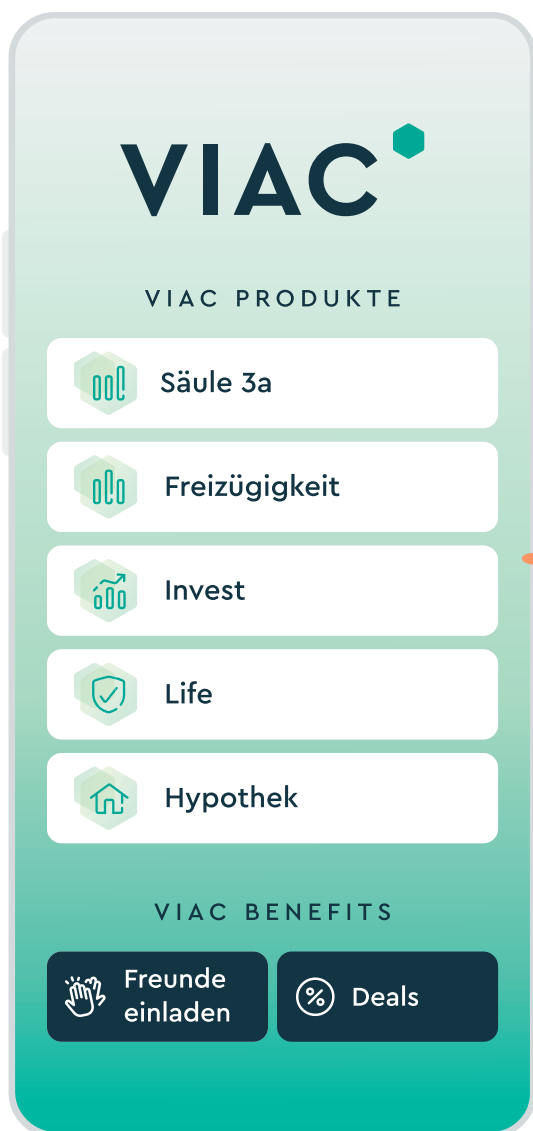 VIAC
VIAC PRODUKTE
Säule 3a
Freizügigkeit
Invest
Life
Hypothek
VIAC BENEFITS
Freunde
einladen
Deals